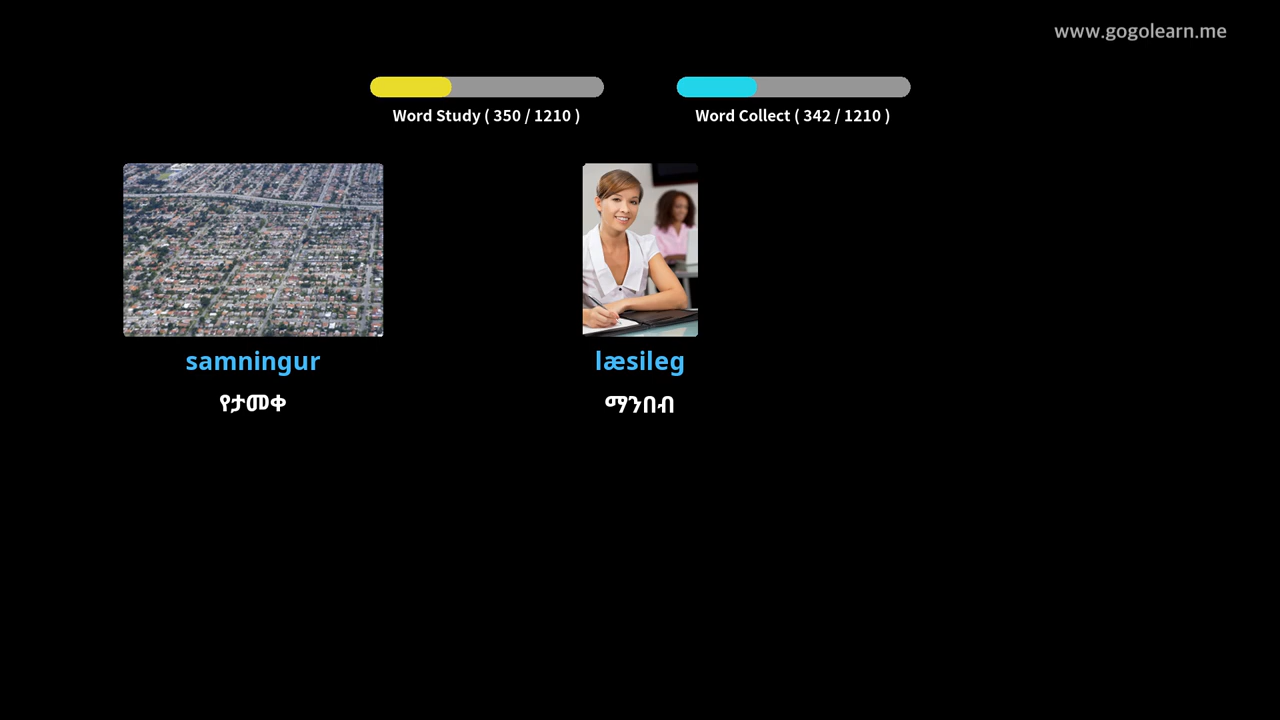 www.gogolearn.me
Word Study ( 350 / 1210 )
Word Collect ( 342 / 1210 )
samningur
læsileg
የታመቀ
ማንበብ